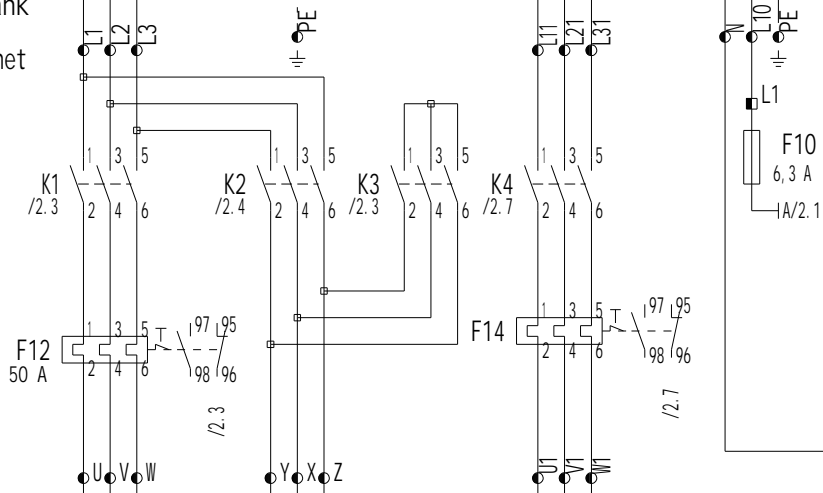 ank
net
L1 L2 L3 PE L11 L21 L31 N L10 PE
L1
F10
6,3 A
A/2.1
1 3 5 1 3 5 1 3 5 1 3 5
K1 K2 K3 K4
/2.3 /2.4 /2.3 /2.7
2 4 6 2 4 6 2 4 6 2 4 6
1 3 5 97 95
F12
50 A
2 4 6 98 96
/2.3
1 3 5 97 95
F14
2 4 6 98 96
/2.7
U V W Y X Z U1 V1 W1